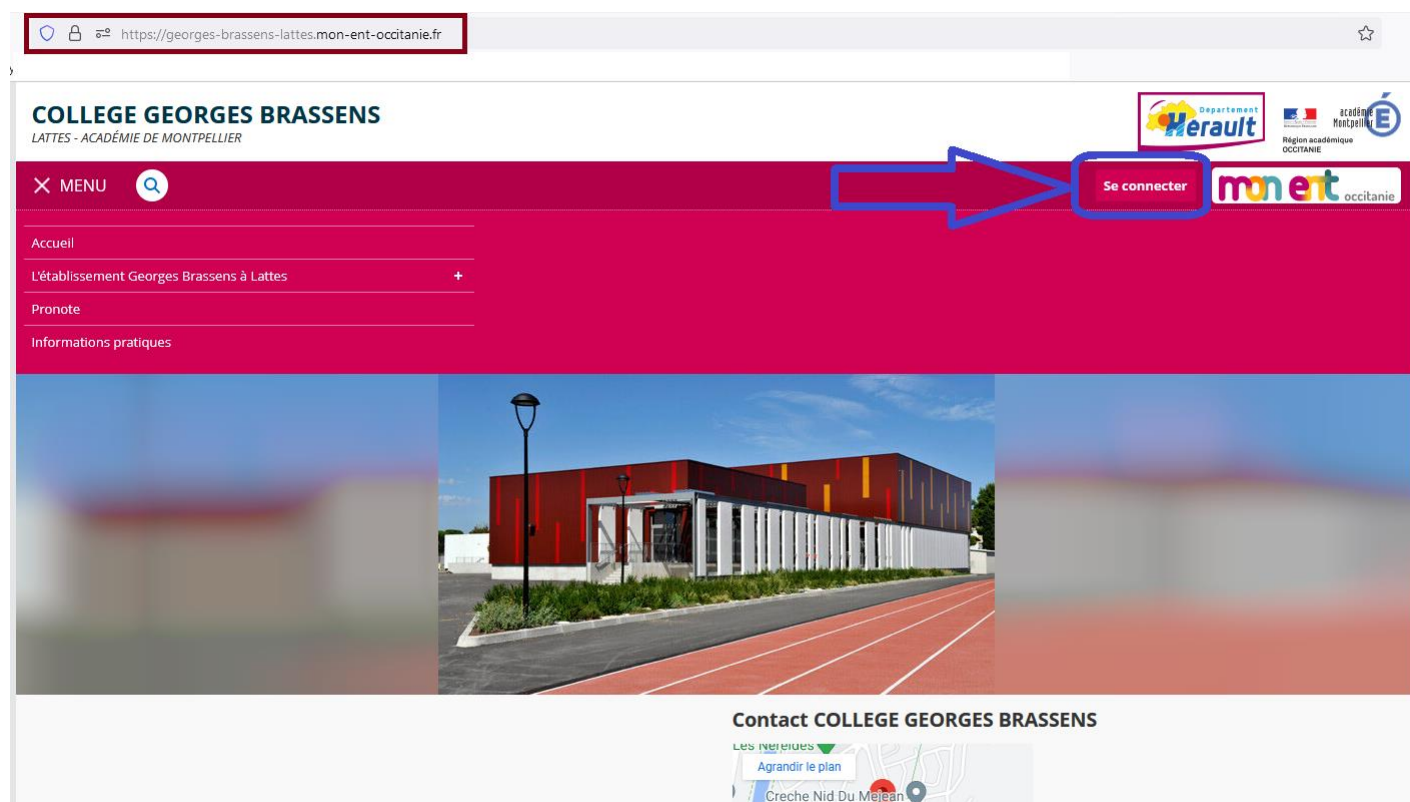 https://georges-brassens-lattes.mon-ent-occitanie.fr
COLLEGE GEORGES BRASSENS
LATTES - ACADÉMIE DE MONTPELLIER
Departement
Hérault
académie
Montpellier
Région académique
OCCITANIE
MENU
Se connecter
mon ent occitanie
Accueil
L'établissement Georges Brassens à Lattes +
Pronote
Informations pratiques
Contact COLLEGE GEORGES BRASSENS
Les Néréides
Agrandir le plan
Creche Nid Du Mejean